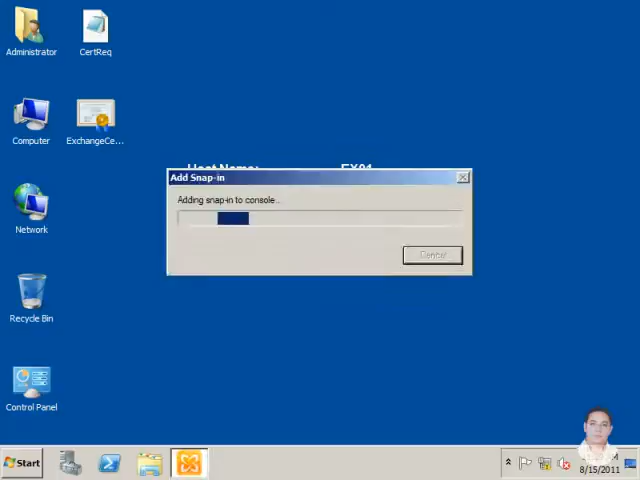 Administrator
CertReq
Computer
ExchangeCe...
Host Name: EX01
Add Snap-in
Adding snap-in to console...
Cancel
Network
Recycle Bin
Control Panel
Start
8/15/2011